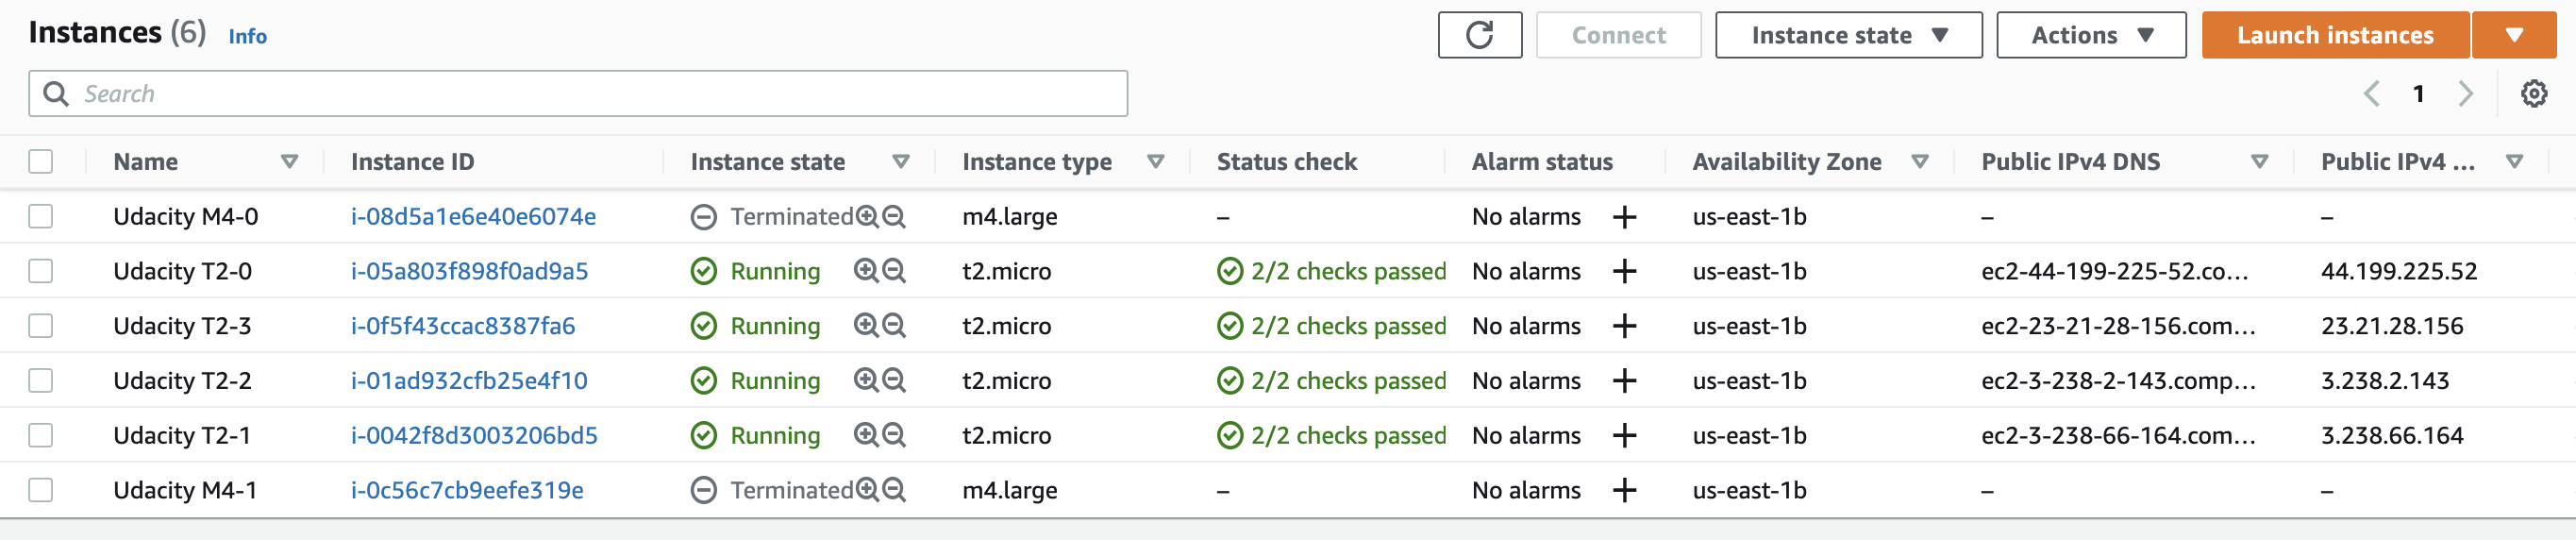 Instances (6) Info Connect Instance state Actions Launch instances
Search 1
Name Instance ID Instance state Instance type Status check Alarm status Availability Zone Public IPv4 DNS Public IPv4 ...
Udacity M4-0 i-08d5a1e6e40e6074e Terminated m4.large – No alarms + us-east-1b – –
Udacity T2-0 i-05a803f898f0ad9a5 Running t2.micro 2/2 checks passed No alarms + us-east-1b ec2-44-199-225-52.co... 44.199.225.52
Udacity T2-3 i-0f5f43ccac8387fa6 Running t2.micro 2/2 checks passed No alarms + us-east-1b ec2-23-21-28-156.com... 23.21.28.156
Udacity T2-2 i-01ad932cfb25e4f10 Running t2.micro 2/2 checks passed No alarms + us-east-1b ec2-3-238-2-143.comp... 3.238.2.143
Udacity T2-1 i-0042f8d3003206bd5 Running t2.micro 2/2 checks passed No alarms + us-east-1b ec2-3-238-66-164.com... 3.238.66.164
Udacity M4-1 i-0c56c7cb9eefe319e Terminated m4.large – No alarms + us-east-1b – –